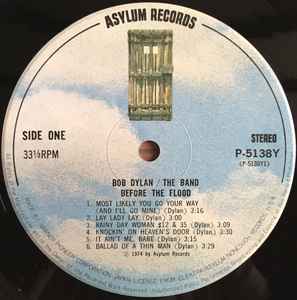 ASYLUM RECORDS
SIDE ONE
33⅓RPM
STEREO
P-5138Y
(P-5138Y1)
BOB DYLAN / THE BAND
BEFORE THE FLOOD
1. MOST LIKELY YOU GO YOUR WAY
(AND I'LL GO MINE) (Dylan) 3:16
2. LAY LADY LAY (Dylan) 3:00
3. RAINY DAY WOMAN #12 & 35 (Dylan) 3:09
4. KNOCKIN' ON HEAVEN'S DOOR (Dylan) 3:29
5. IT AIN'T ME, BABE (Dylan) 3:29
6. BALLAD OF A THIN MAN (Dylan) 3:29
℗ 1974 by Asylum Records